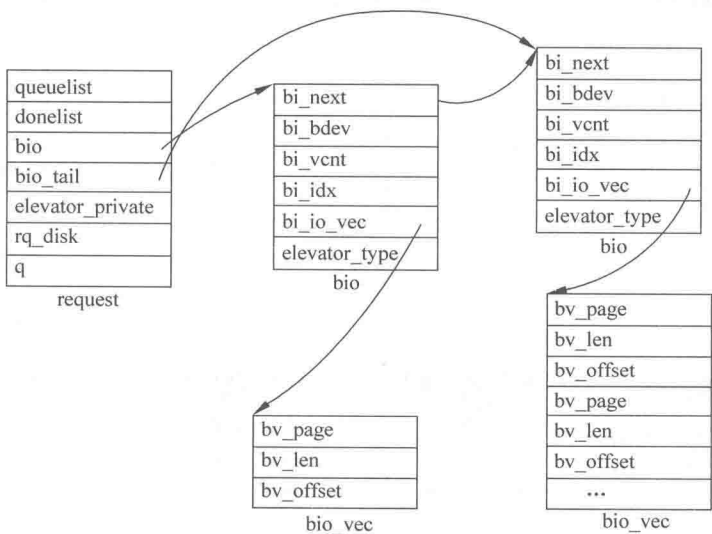 queuelist
donelist
bio
bio_tail
elevator_private
rq_disk
q
request
bi_next
bi_bdev
bi_vcnt
bi_idx
bi_io_vec
elevator_type
bio
bi_next
bi_bdev
bi_vcnt
bi_idx
bi_io_vec
elevator_type
bio
bv_page
bv_len
bv_offset
bio_vec
bv_page
bv_len
bv_offset
bv_page
bv_len
bv_offset
...
bio_vec